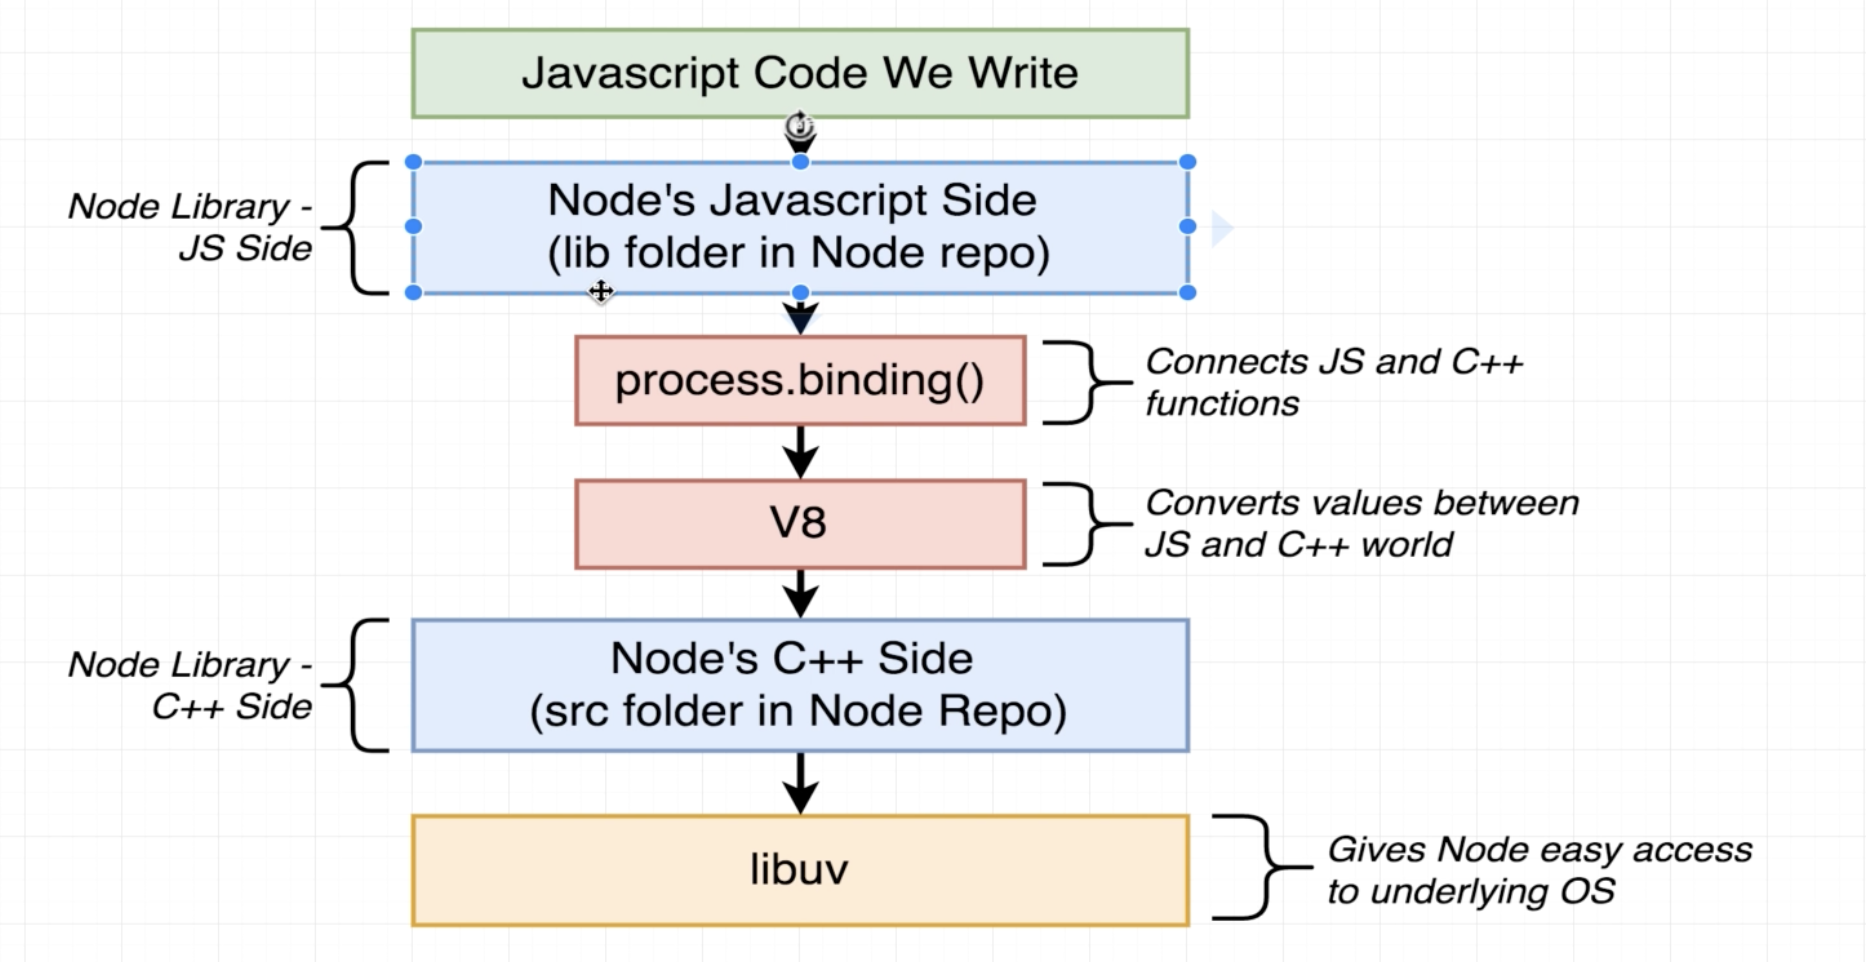 Javascript Code We Write
Node Library -
JS Side
Node's Javascript Side
(lib folder in Node repo)
process.binding()
Connects JS and C++
functions
V8
Converts values between
JS and C++ world
Node Library -
C++ Side
Node's C++ Side
(src folder in Node Repo)
libuv
Gives Node easy access
to underlying OS